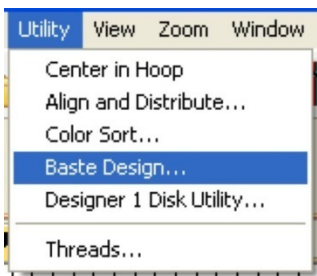 Utility View Zoom Window
Center in Hoop
Align and Distribute...
Color Sort...
Baste Design...
Designer 1 Disk Utility...
Threads...